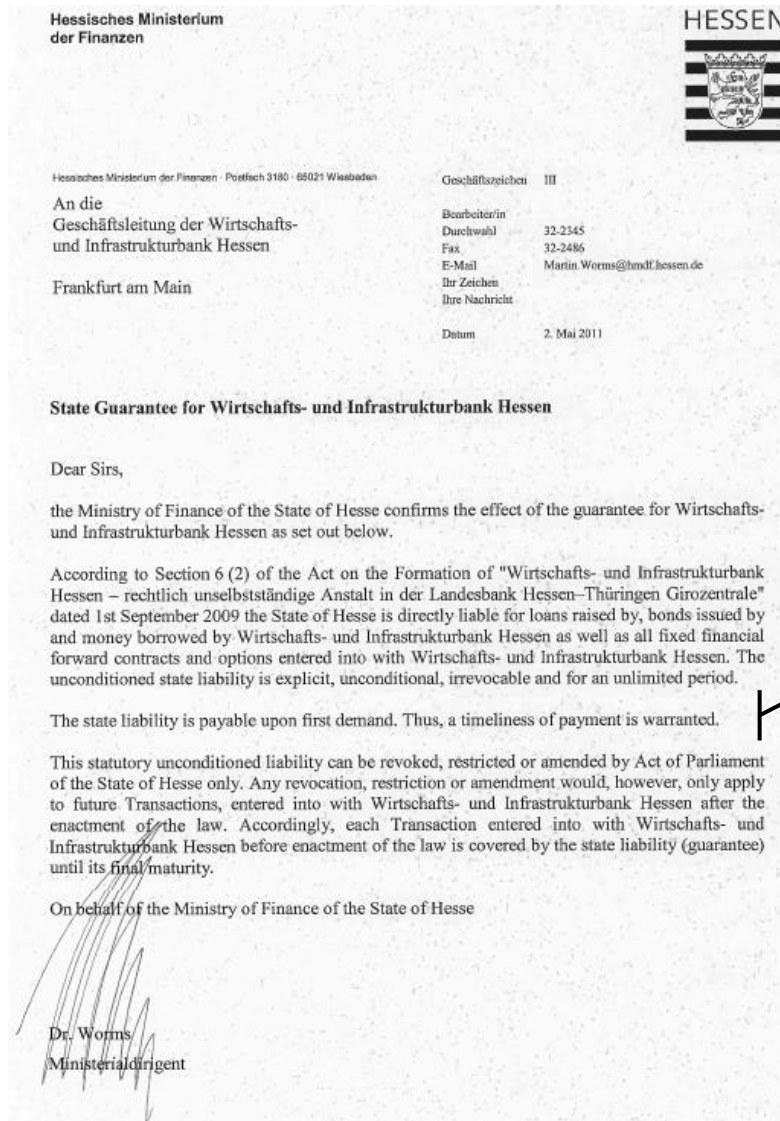 Hessisches Ministerium
der Finanzen
HESSEN
Hessisches Ministerium der Finanzen · Postfach 3180 · 65021 Wiesbaden
An die
Geschäftsleitung der Wirtschafts-
und Infrastrukturbank Hessen
Frankfurt am Main
Geschäftszeichen III
Bearbeiter/in
Durchwahl 32-2345
Fax 32-2486
E-Mail Martin.Worms@hmdf.hessen.de
Ihr Zeichen
Ihre Nachricht
Datum 2. Mai 2011
State Guarantee for Wirtschafts- und Infrastrukturbank Hessen
Dear Sirs,
the Ministry of Finance of the State of Hesse confirms the effect of the guarantee for Wirtschafts-
und Infrastrukturbank Hessen as set out below.
According to Section 6 (2) of the Act on the Formation of "Wirtschafts- und Infrastrukturbank
Hessen – rechtlich unselbstständige Anstalt in der Landesbank Hessen–Thüringen Girozentrale"
dated 1st September 2009 the State of Hesse is directly liable for loans raised by, bonds issued by
and money borrowed by Wirtschafts- und Infrastrukturbank Hessen as well as all fixed financial
forward contracts and options entered into with Wirtschafts- und Infrastrukturbank Hessen. The
unconditioned state liability is explicit, unconditional, irrevocable and for an unlimited period.
The state liability is payable upon first demand. Thus, a timeliness of payment is warranted.
This statutory unconditioned liability can be revoked, restricted or amended by Act of Parliament
of the State of Hesse only. Any revocation, restriction or amendment would, however, only apply
to future Transactions, entered into with Wirtschafts- und Infrastrukturbank Hessen after the
enactment of the law. Accordingly, each Transaction entered into with Wirtschafts- und
Infrastrukturbank Hessen before enactment of the law is covered by the state liability (guarantee)
until its final maturity.
On behalf of the Ministry of Finance of the State of Hesse
Dr. Worms
Ministerialdirigent